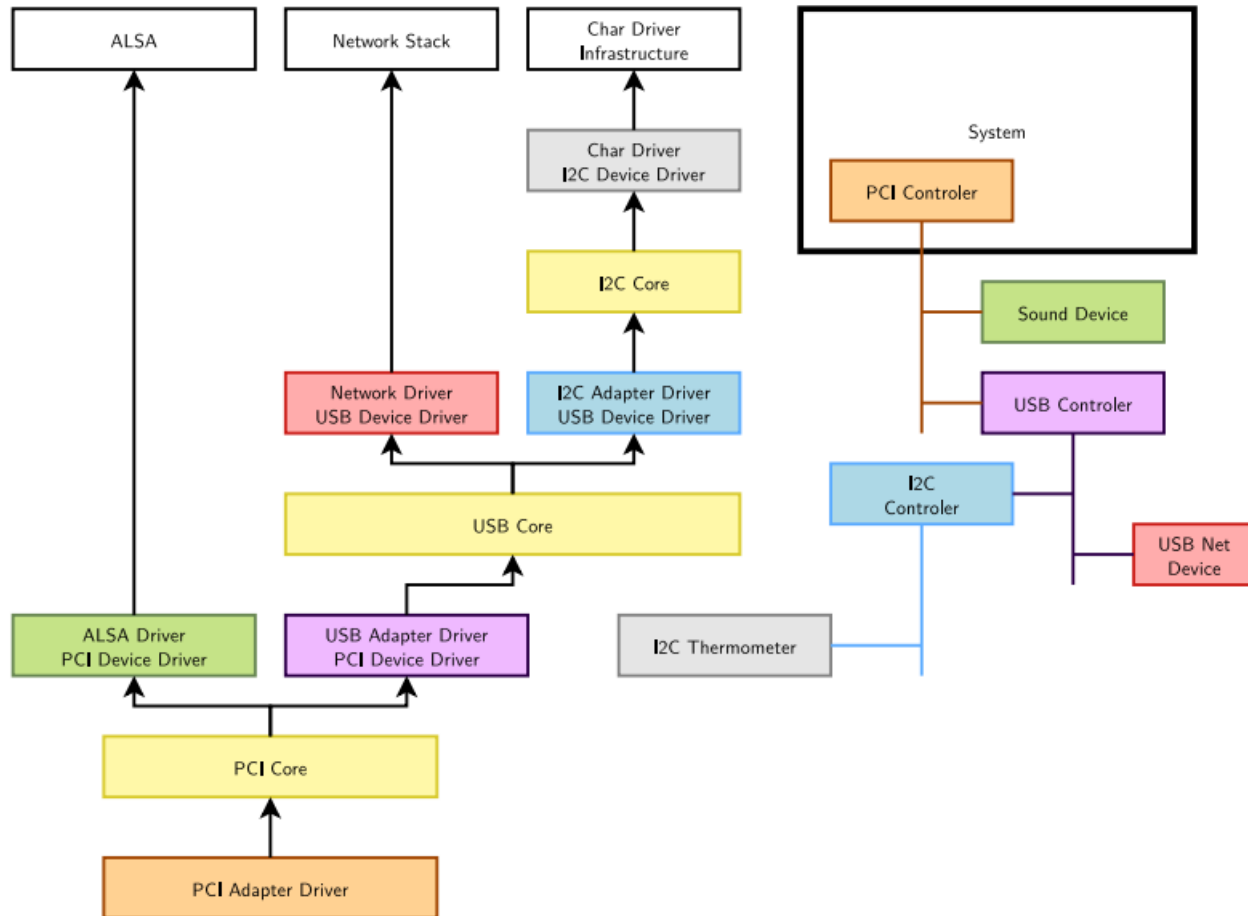 ALSA
Network Stack
Char Driver
Infrastructure
Char Driver
I2C Device Driver
I2C Core
Network Driver
USB Device Driver
I2C Adapter Driver
USB Device Driver
USB Core
ALSA Driver
PCI Device Driver
USB Adapter Driver
PCI Device Driver
PCI Core
PCI Adapter Driver
System
PCI Controler
Sound Device
USB Controler
I2C
Controler
USB Net
Device
I2C Thermometer